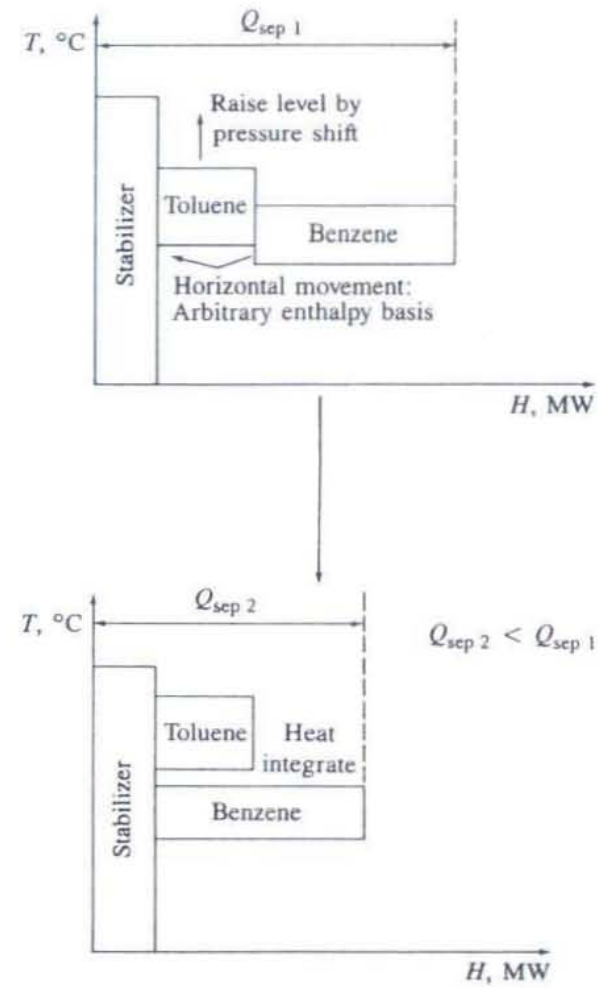 Q_sep 1
T, °C
Raise level by
pressure shift
Stabilizer
Toluene
Benzene
Horizontal movement:
Arbitrary enthalpy basis
H, MW
Q_sep 2
T, °C
Q_sep 2 < Q_sep 1
Stabilizer
Toluene
Heat
integrate
Benzene
H, MW